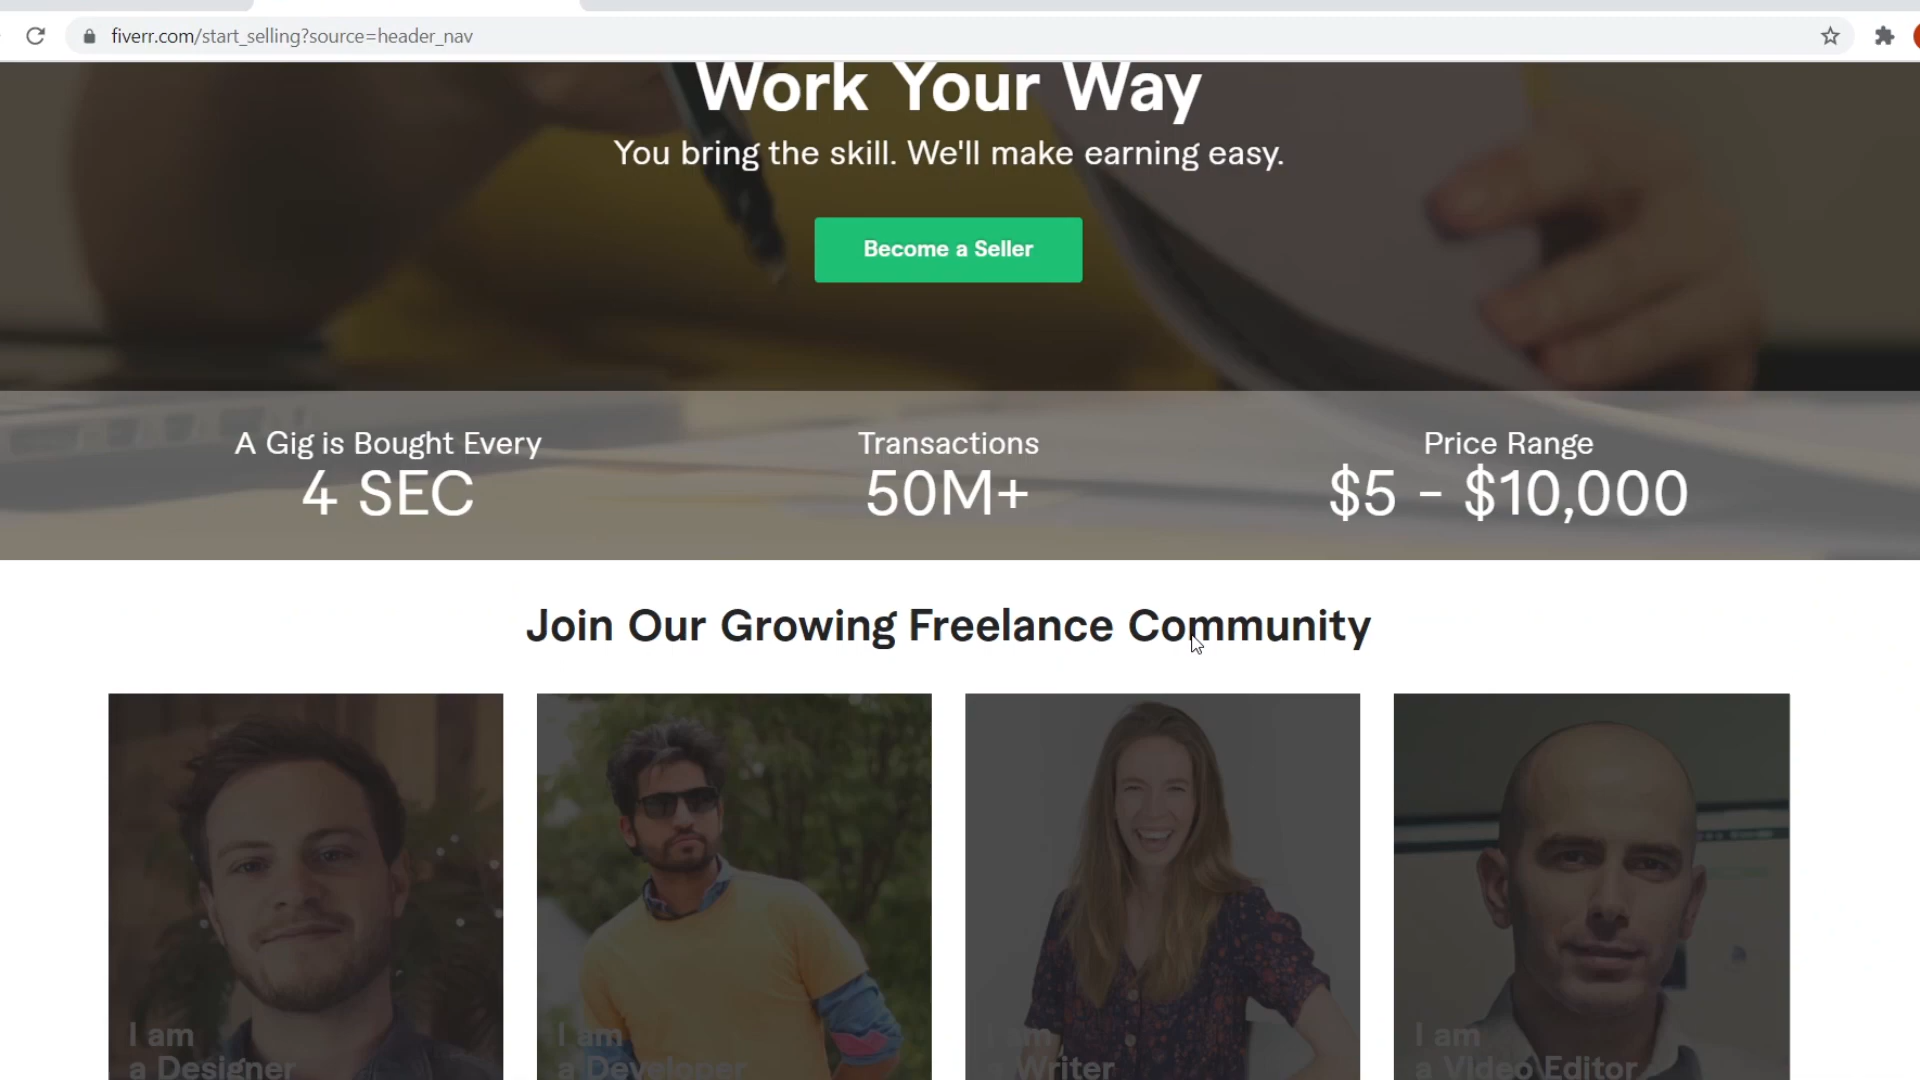 fiverr.com/start_selling?source=header_nav
Work Your Way
You bring the skill. We'll make earning easy.
Become a Seller
A Gig is Bought Every
4 SEC
Transactions
50M+
Price Range
$5 - $10,000
Join Our Growing Freelance Community
I am
a Designer
I am
a Developer
I am
a Writer
I am
a Video Editor